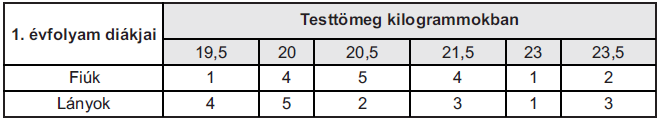 1. évfolyam diákjai
Testtömeg kilogrammokban
19,5 20 20,5 21,5 23 23,5
Fiúk 1 4 5 4 1 2
Lányok 4 5 2 3 1 3